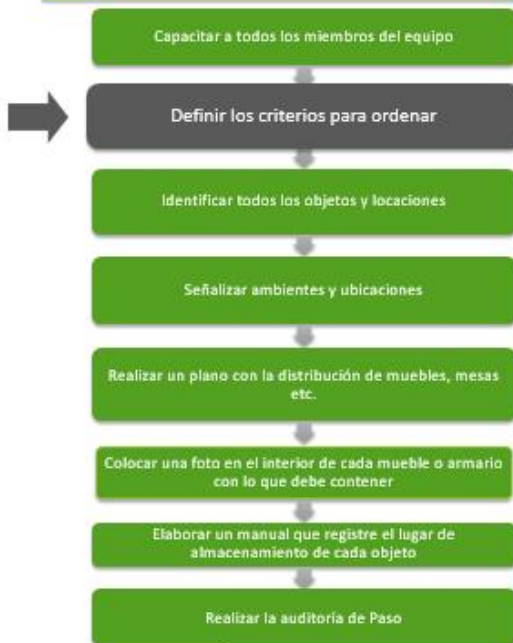 Capacitar a todos los miembros del equipo
Definir los criterios para ordenar
Identificar todos los objetos y locaciones
Señalizar ambientes y ubicaciones
Realizar un plano con la distribución de muebles, mesas
etc.
Colocar una foto en el interior de cada mueble o armario
con lo que debe contener
Elaborar un manual que registre el lugar de
almacenamiento de cada objeto
Realizar la auditoría de Paso